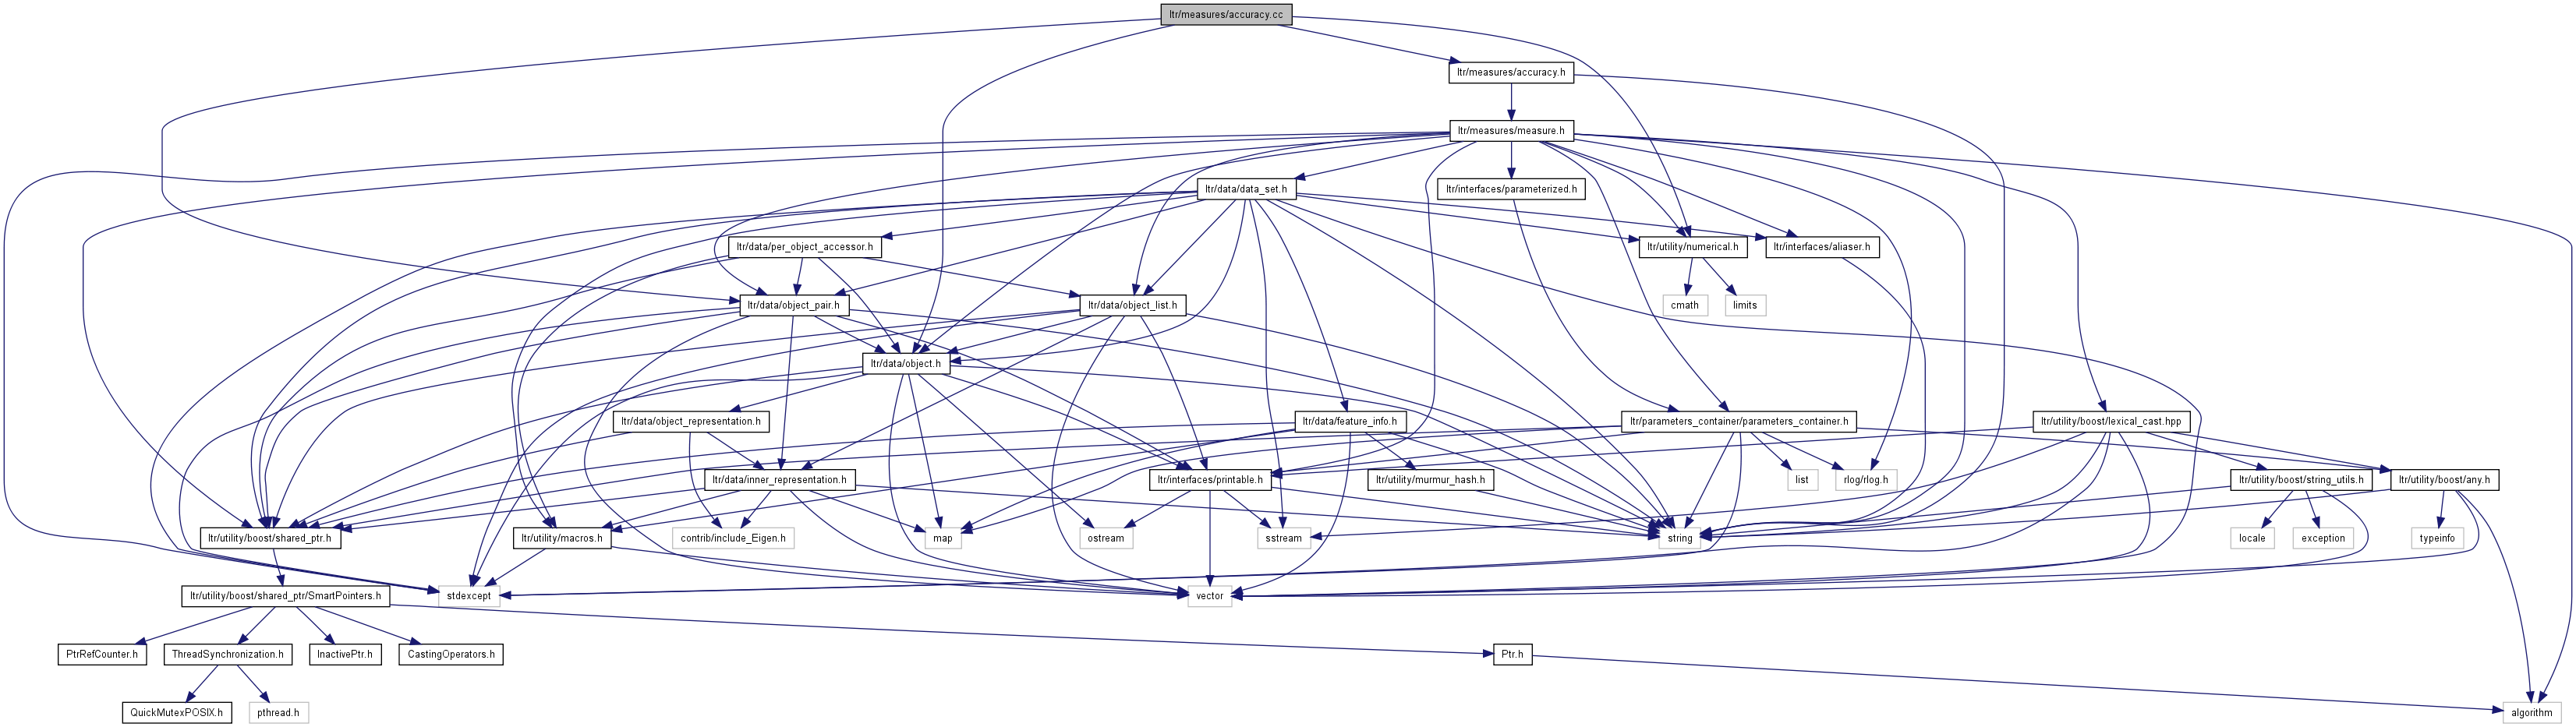 ltr/measures/accuracy.cc
ltr/measures/accuracy.h
ltr/measures/measure.h
ltr/data/data_set.h
ltr/interfaces/parameterized.h
ltr/data/per_object_accessor.h
ltr/utility/numerical.h
ltr/interfaces/aliaser.h
ltr/data/object_pair.h
ltr/data/object_list.h
cmath
limits
ltr/data/object.h
ltr/data/object_representation.h
ltr/data/feature_info.h
ltr/parameters_container/parameters_container.h
ltr/utility/boost/lexical_cast.hpp
ltr/data/inner_representation.h
ltr/interfaces/printable.h
ltr/utility/murmur_hash.h
list
rlog/rlog.h
ltr/utility/boost/string_utils.h
ltr/utility/boost/any.h
ltr/utility/boost/shared_ptr.h
ltr/utility/macros.h
contrib/include_Eigen.h
map
ostream
sstream
string
locale
exception
typeinfo
ltr/utility/boost/shared_ptr/SmartPointers.h
stdexcept
vector
PtrRefCounter.h
ThreadSynchronization.h
InactivePtr.h
CastingOperators.h
Ptr.h
QuickMutexPOSIX.h
pthread.h
algorithm